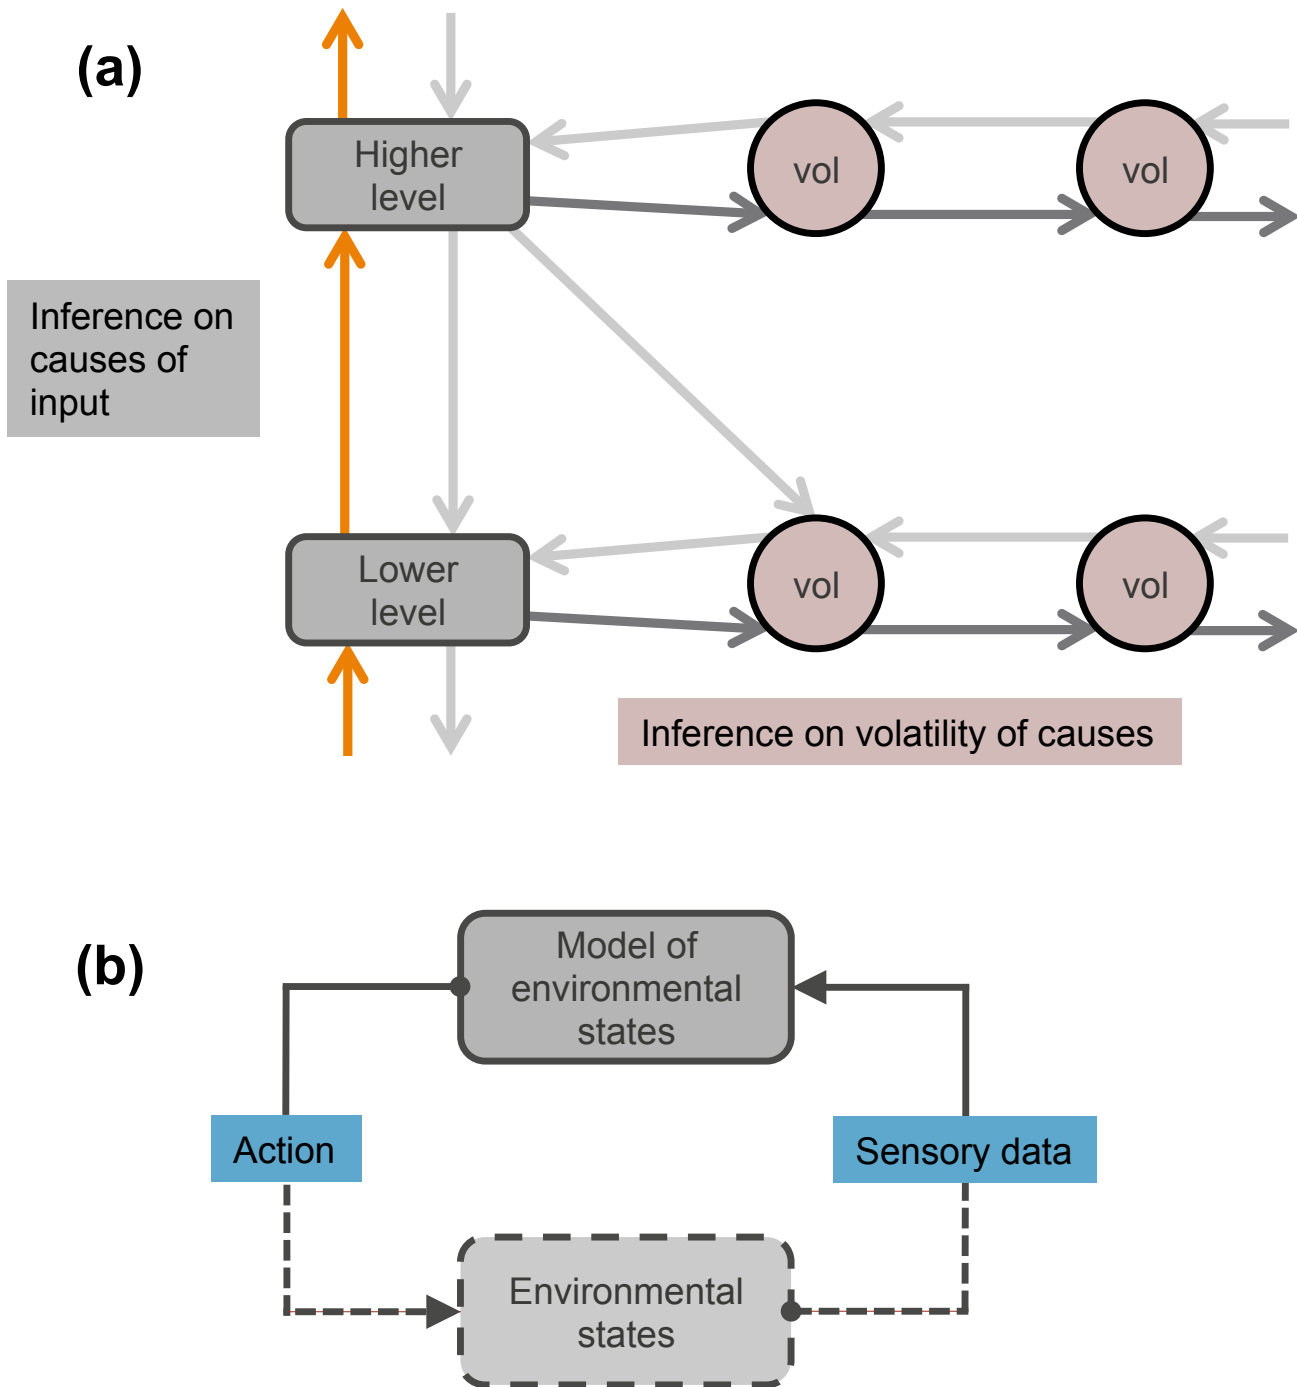 (a)
Higher
level
vol
vol
Inference on
causes of
input
Lower
level
vol
vol
Inference on volatility of causes
(b)
Model of
environmental
states
Action
Sensory data
Environmental
states